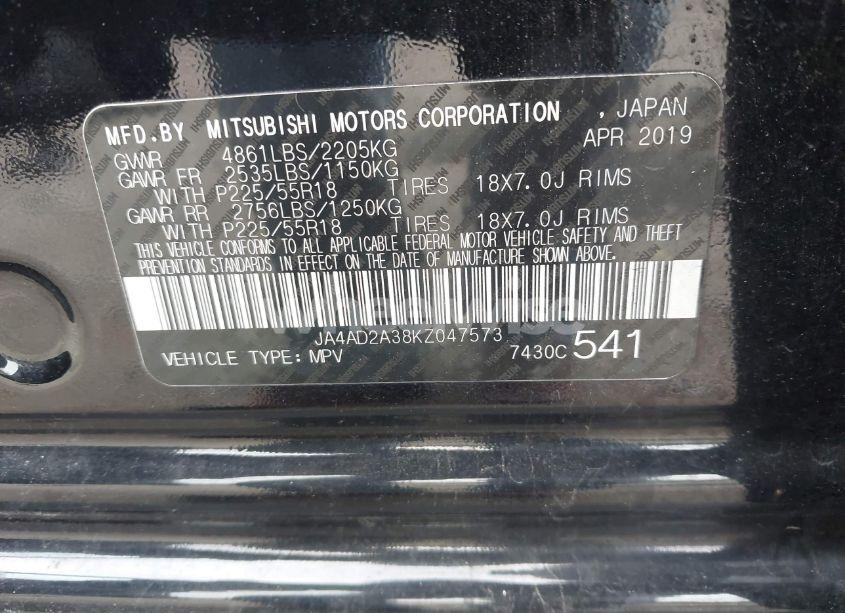 MFD.BY MITSUBISHI MOTORS CORPORATION , JAPAN
APR 2019
GVWR 4861LBS/2205KG
GAWR FR 2535LBS/1150KG
WITH P225/55R18 TIRES 18X7.0J RIMS
GAWR RR 2756LBS/1250KG
WITH P225/55R18 TIRES 18X7.0J RIMS
THIS VEHICLE CONFORMS TO ALL APPLICABLE FEDERAL MOTOR VEHICLE SAFETY AND THEFT
PREVENTION STANDARDS IN EFFECT ON THE DATE OF MANUFACTURE SHOWN ABOVE.
JA4AD2A38KZ047573
VEHICLE TYPE: MPV 7430C 541